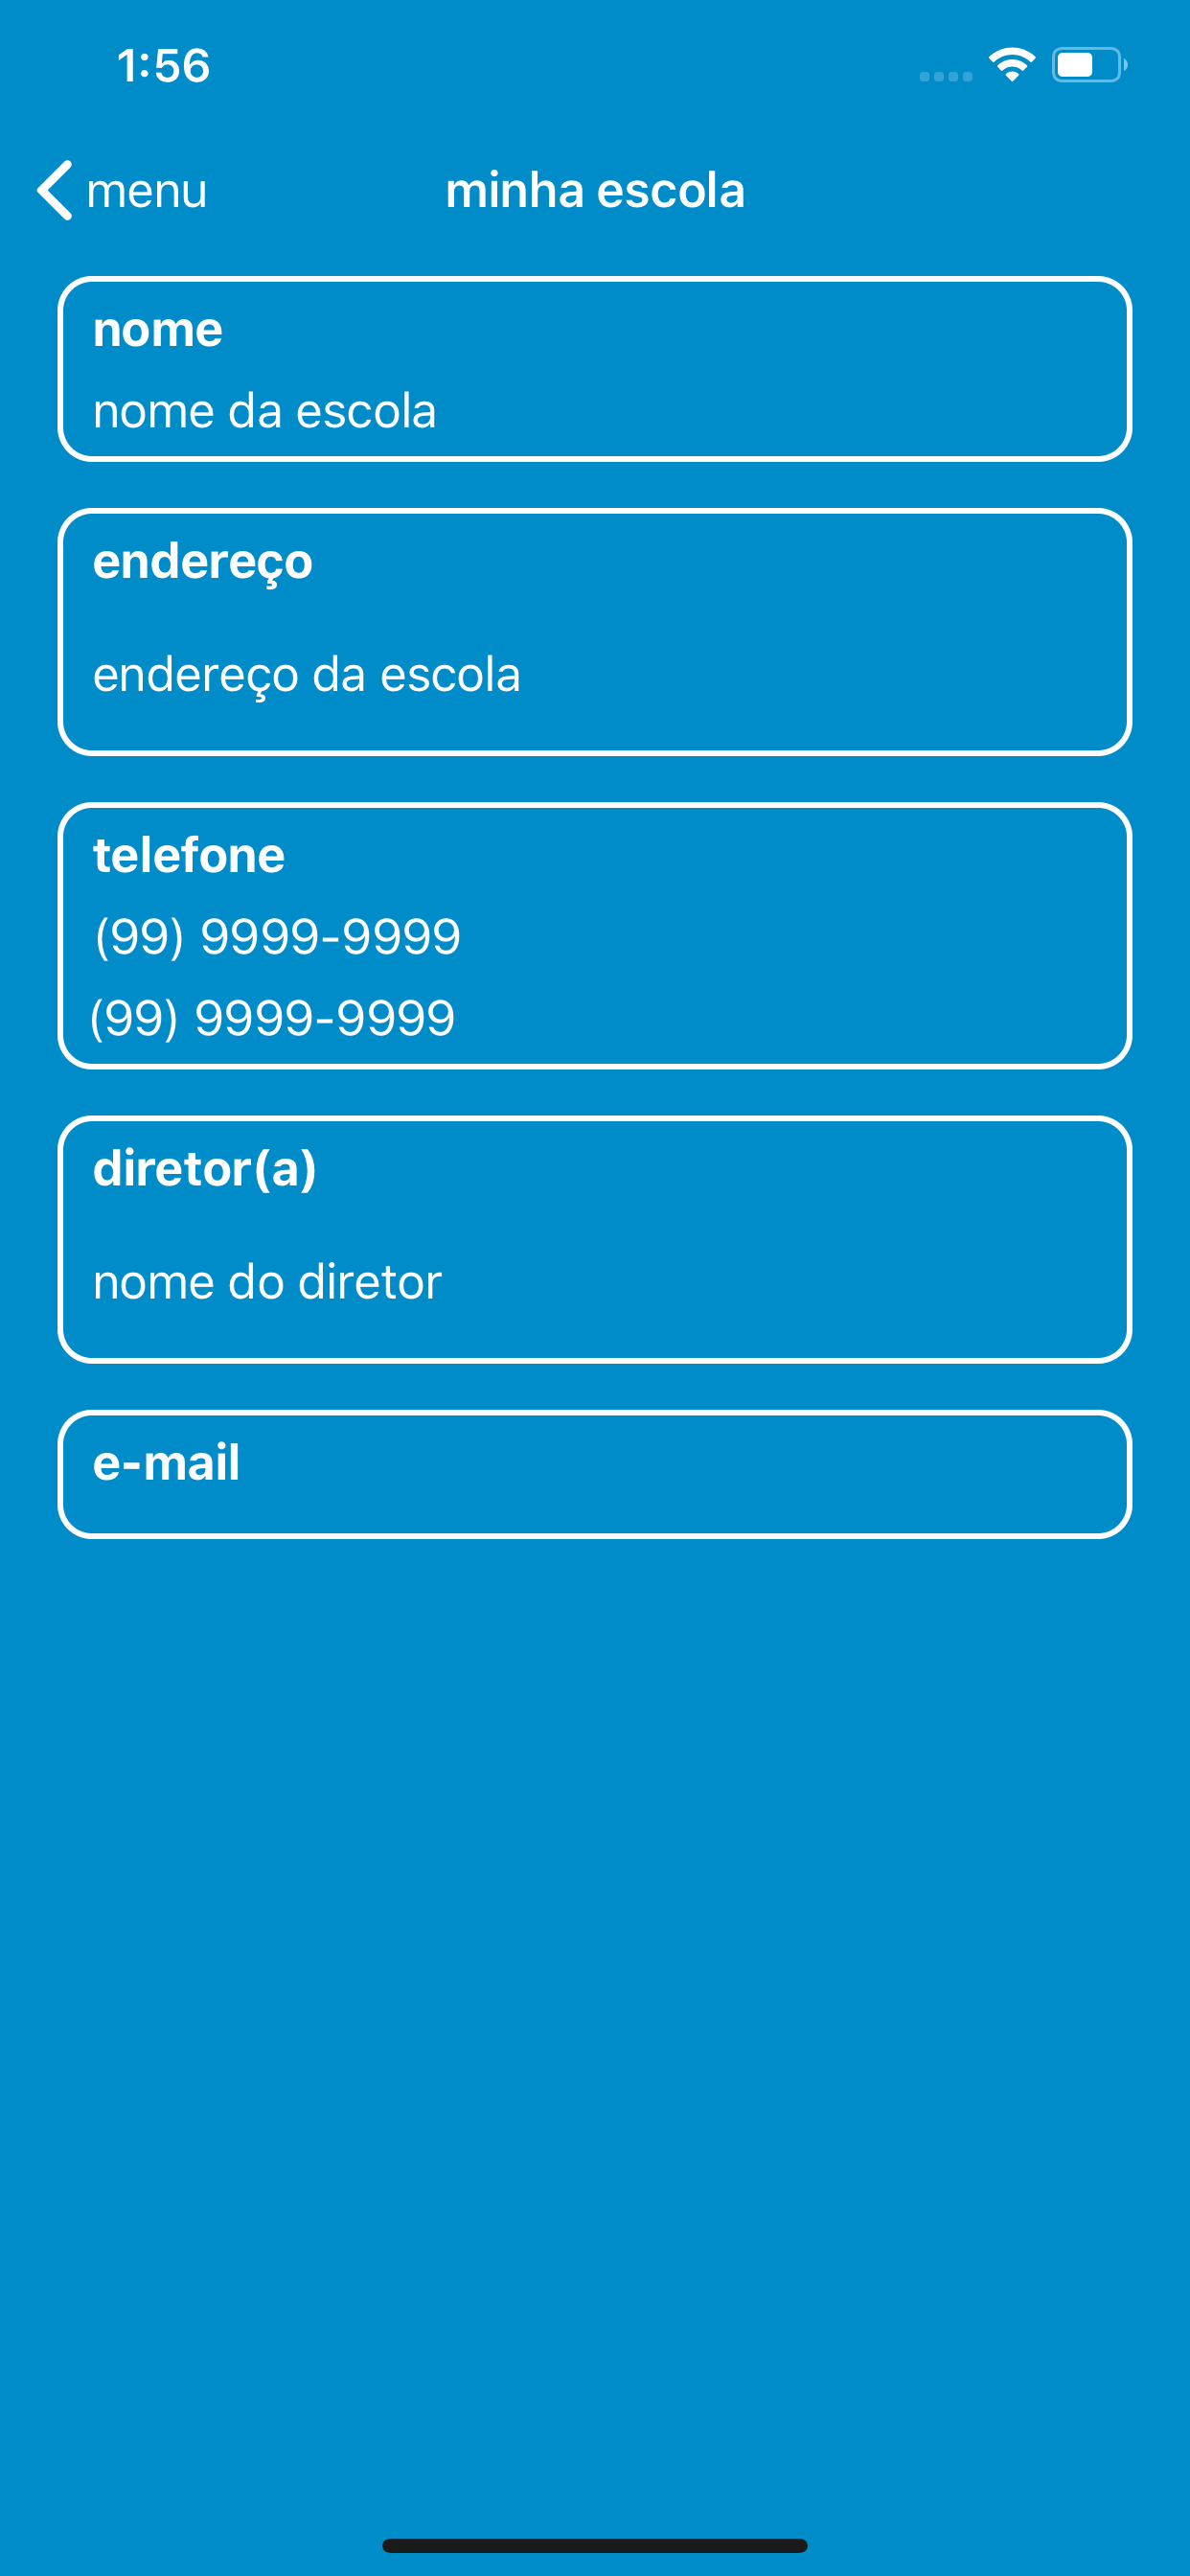 1:56
menu
minha escola
nome
nome da escola
endereço
endereço da escola
telefone
(99) 9999-9999
(99) 9999-9999
diretor(a)
nome do diretor
e-mail